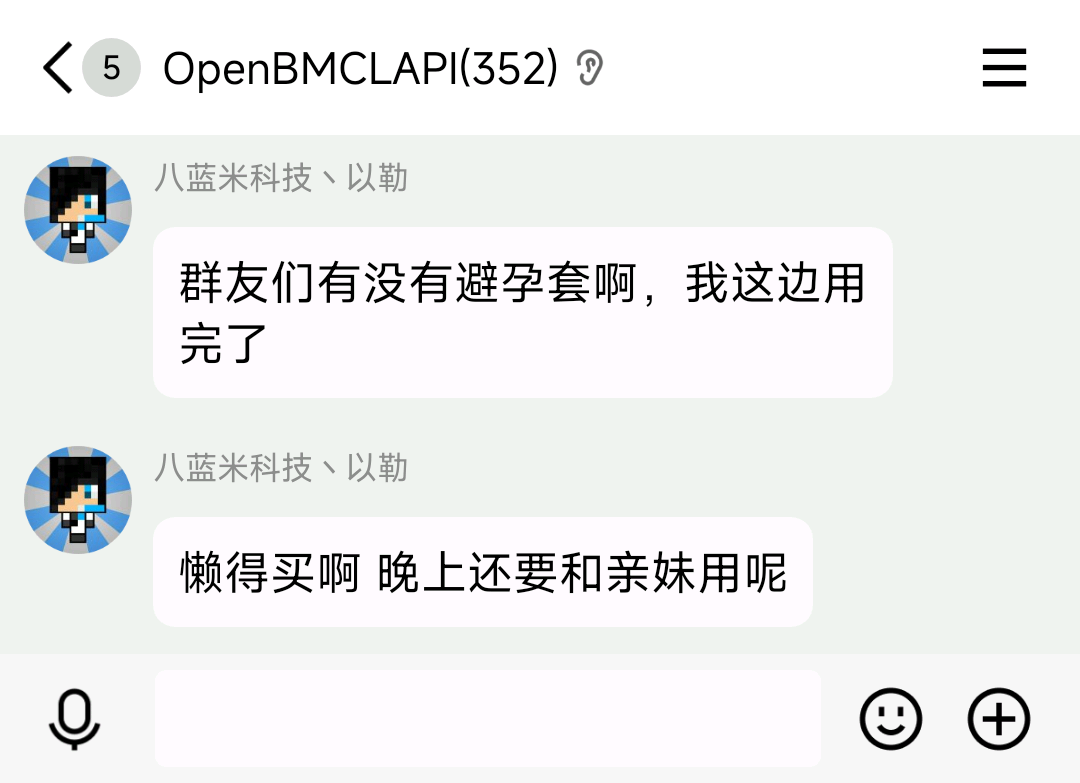 5 OpenBMCLAPI(352)
八蓝米科技丶以勒
群友们有没有避孕套啊，我这边用
完了
八蓝米科技丶以勒
懒得买啊 晚上还要和亲妹用呢